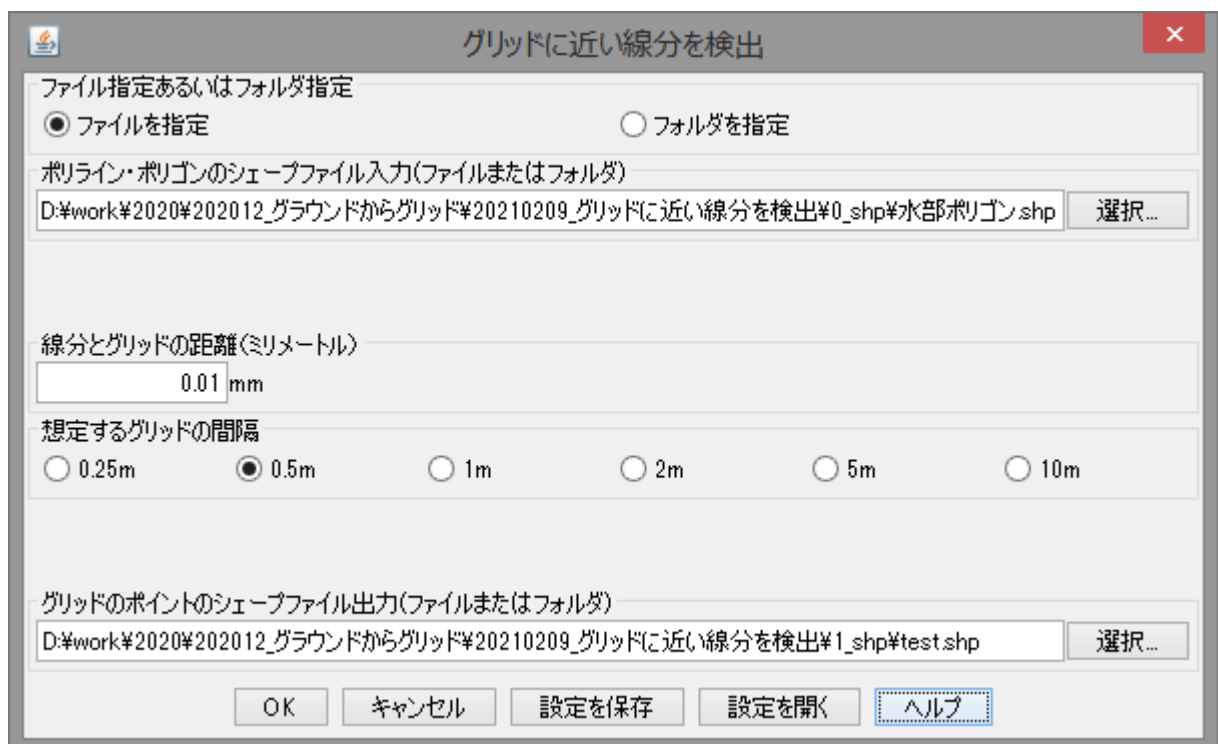 グリッドに近い線分を検出
ファイル指定あるいはフォルダ指定
ファイルを指定 フォルダを指定
ポリライン・ポリゴンのシェープファイル入力(ファイルまたはフォルダ)
D:¥work¥2020¥202012_グラウンドからグリッド¥20210209_グリッドに近い線分を検出¥0_shp¥水部ポリゴン.shp 選択...
線分とグリッドの距離(ミリメートル)
0.01 mm
想定するグリッドの間隔
0.25m 0.5m 1m 2m 5m 10m
グリッドのポイントのシェープファイル出力(ファイルまたはフォルダ)
D:¥work¥2020¥202012_グラウンドからグリッド¥20210209_グリッドに近い線分を検出¥1_shp¥test.shp 選択...
OK キャンセル 設定を保存 設定を開く ヘルプ